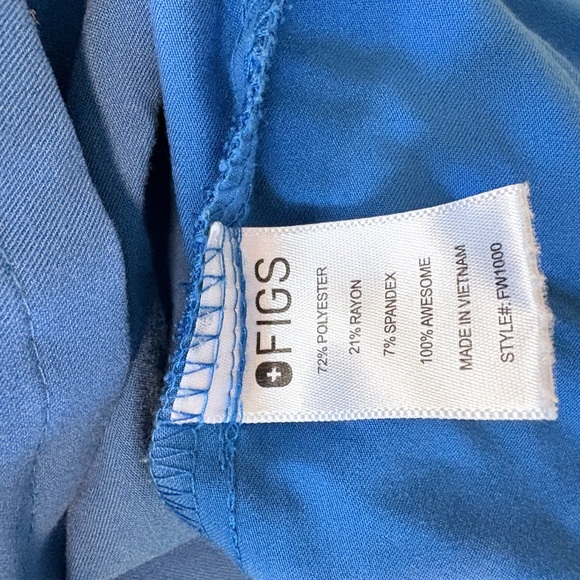 FIGS
72% POLYESTER
21% RAYON
7% SPANDEX
100% AWESOME
MADE IN VIETNAM
STYLE#: FW1000